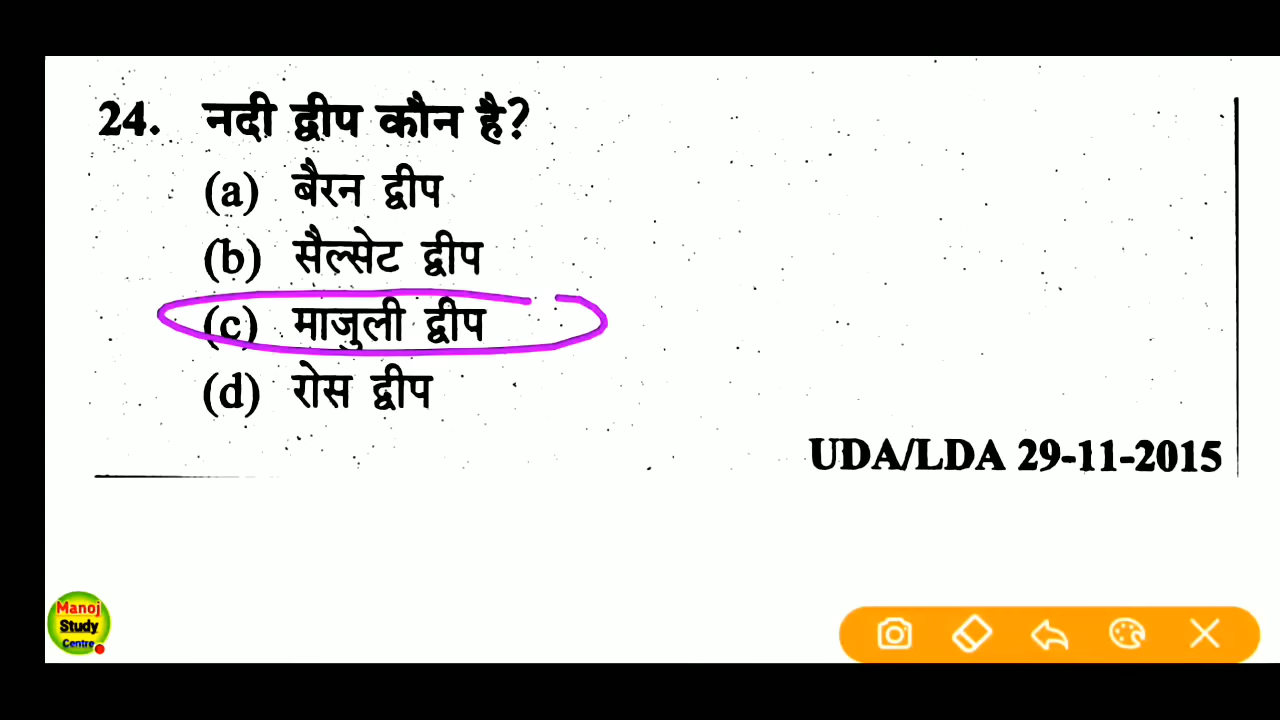 24. नदी द्वीप कौन है?
(a) बैरन द्वीप
(b) सैल्सेट द्वीप
(c) माजुली द्वीप
(d) रोस द्वीप
UDA/LDA 29-11-2015
Manoj
Study
Centre